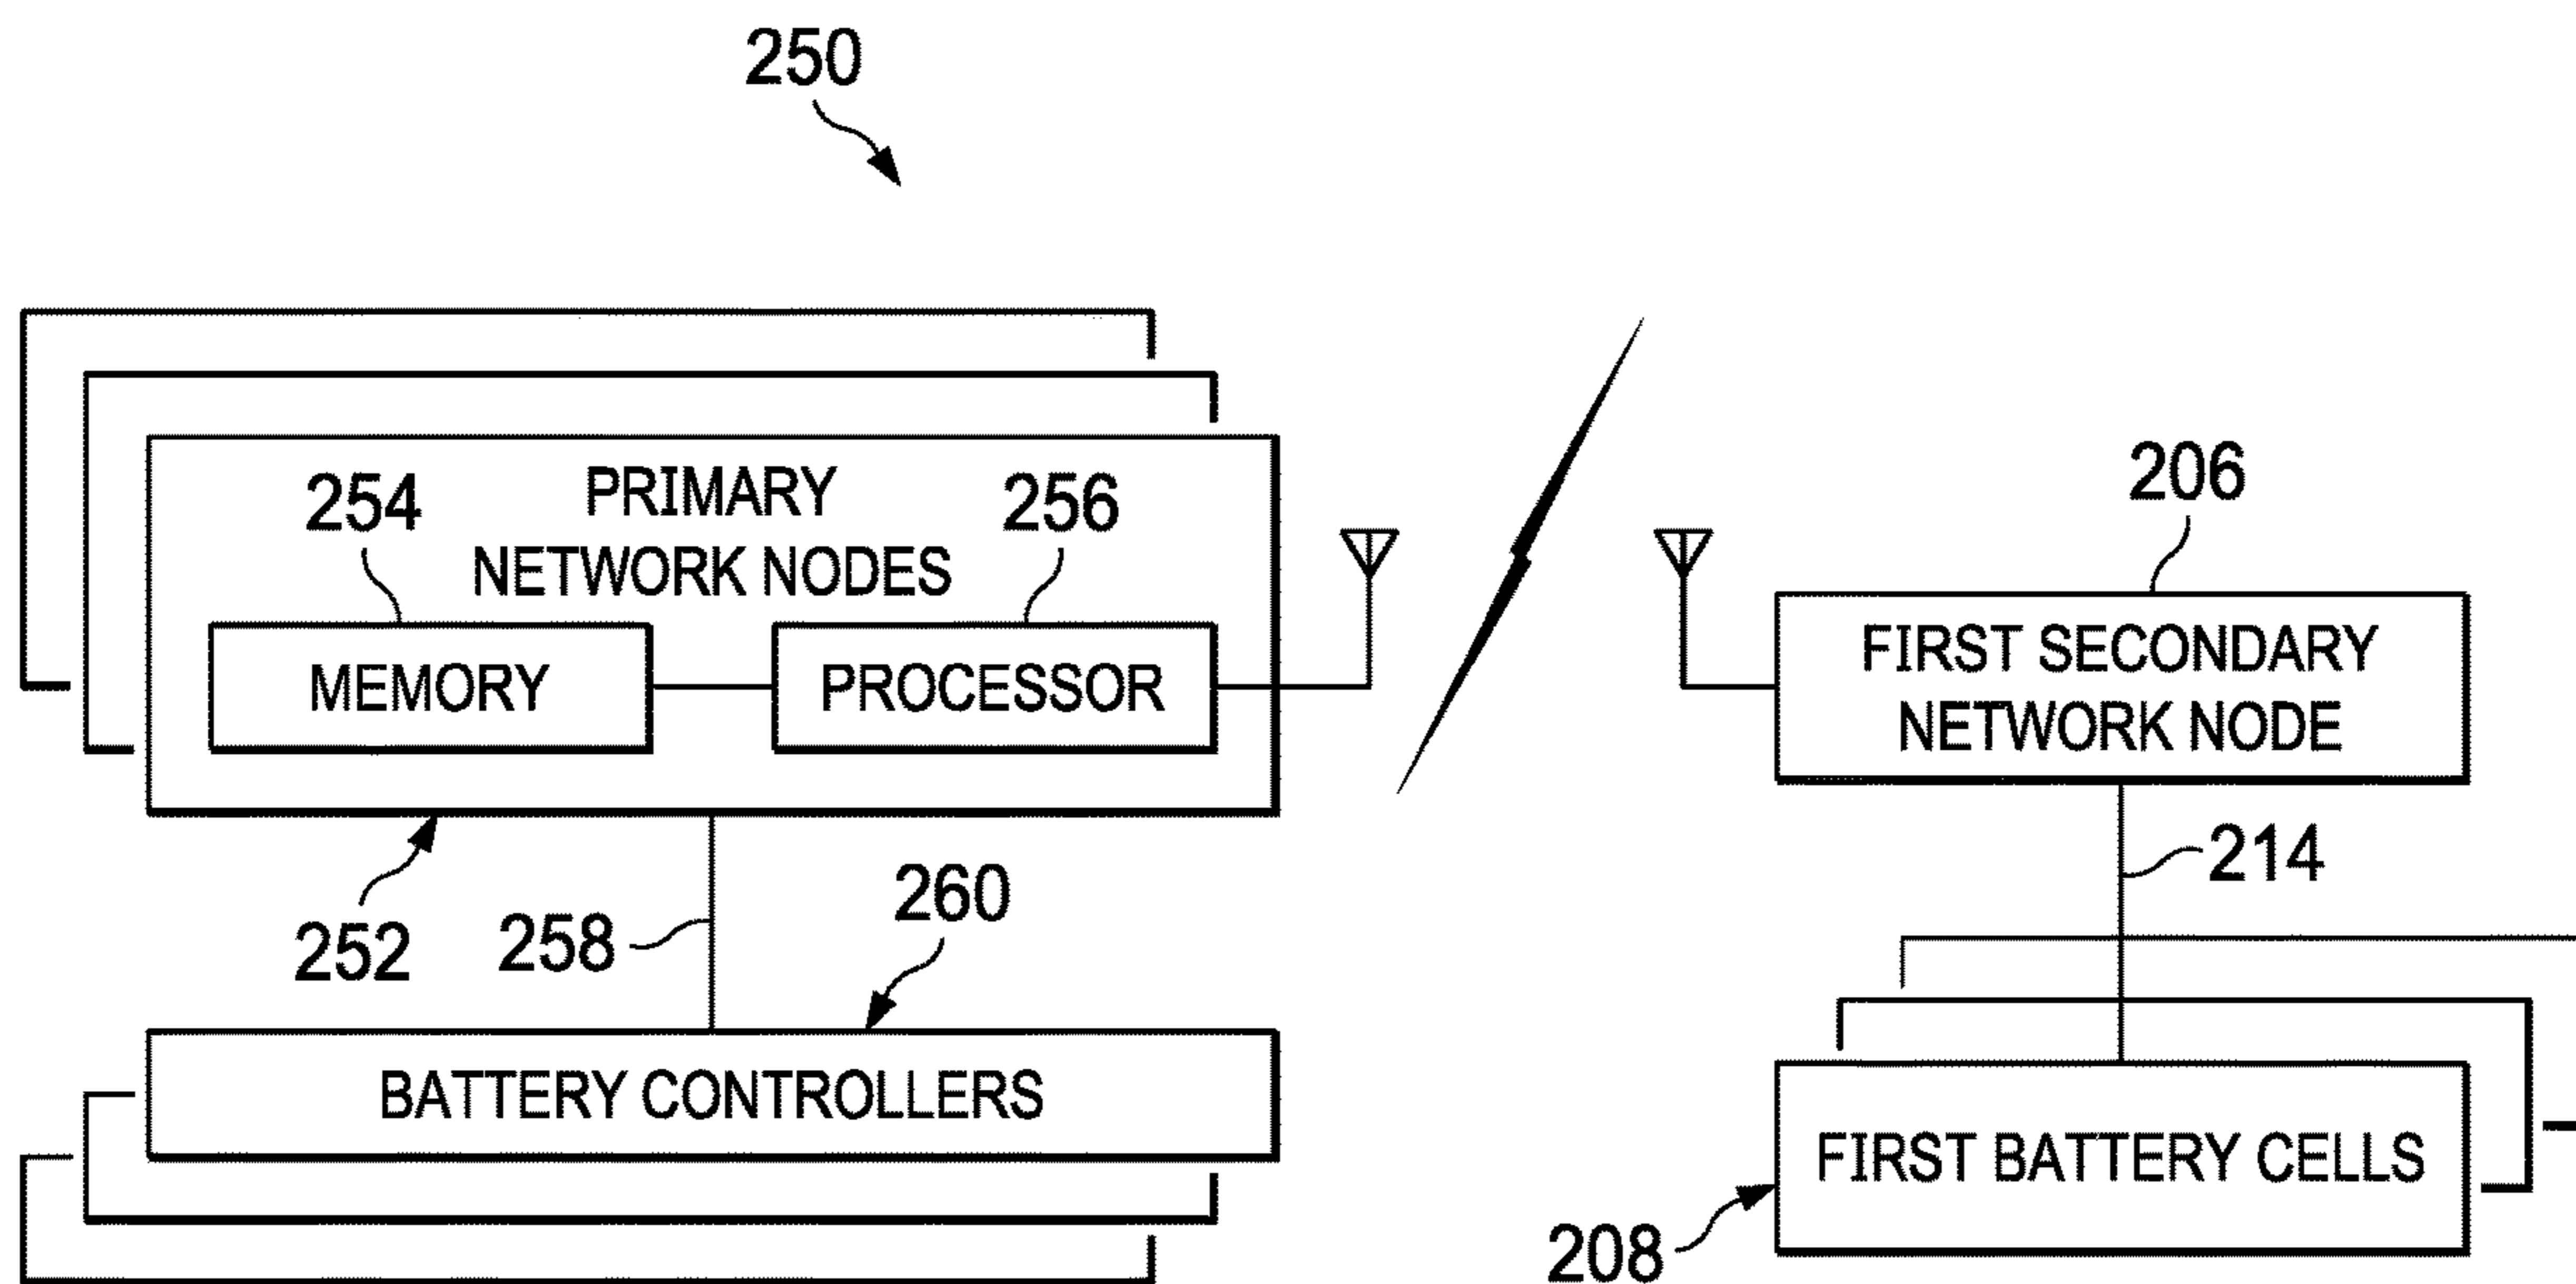 250
PRIMARY
NETWORK NODES
254
256
MEMORY
PROCESSOR
206
FIRST SECONDARY
NETWORK NODE
252
258
260
214
BATTERY CONTROLLERS
FIRST BATTERY CELLS
208